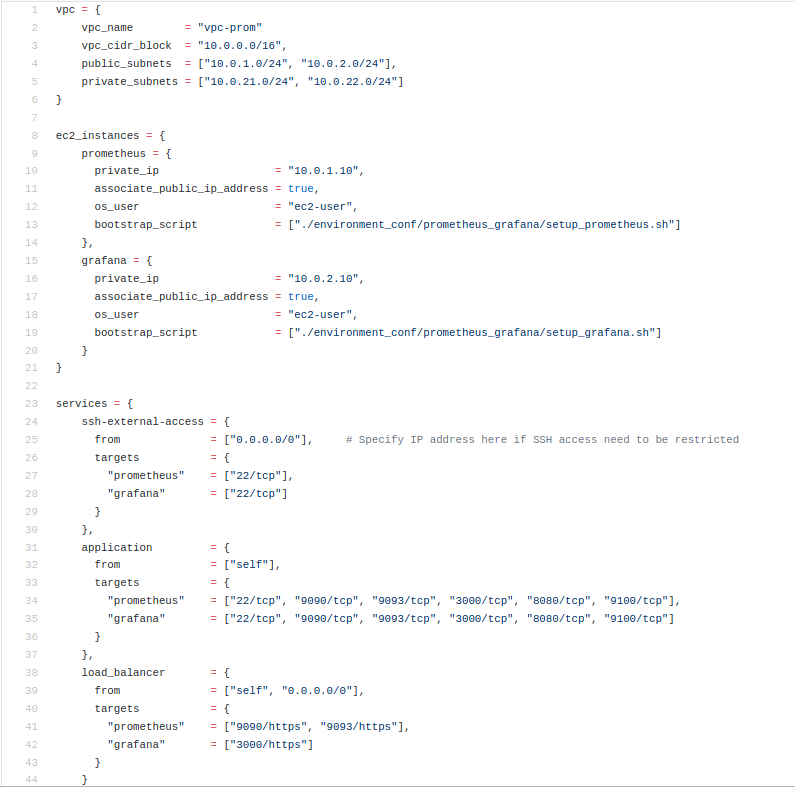 1 vpc = {
2     vpc_name        = "vpc-prom"
3     vpc_cidr_block  = "10.0.0.0/16",
4     public_subnets  = ["10.0.1.0/24", "10.0.2.0/24"],
5     private_subnets = ["10.0.21.0/24", "10.0.22.0/24"]
6 }
7
8 ec2_instances = {
9     prometheus = {
10       private_ip                  = "10.0.1.10",
11       associate_public_ip_address = true,
12       os_user                     = "ec2-user",
13       bootstrap_script            = ["./environment_conf/prometheus_grafana/setup_prometheus.sh"]
14     },
15     grafana = {
16       private_ip                  = "10.0.2.10",
17       associate_public_ip_address = true,
18       os_user                     = "ec2-user",
19       bootstrap_script            = ["./environment_conf/prometheus_grafana/setup_grafana.sh"]
20     }
21 }
22
23 services = {
24     ssh-external-access = {
25       from              = ["0.0.0.0/0"],     # Specify IP address here if SSH access need to be restricted
26       targets           = {
27         "prometheus"    = ["22/tcp"],
28         "grafana"       = ["22/tcp"]
29       }
30     },
31     application         = {
32       from              = ["self"],
33       targets           = {
34         "prometheus"    = ["22/tcp", "9090/tcp", "9093/tcp", "3000/tcp", "8080/tcp", "9100/tcp"],
35         "grafana"       = ["22/tcp", "9090/tcp", "9093/tcp", "3000/tcp", "8080/tcp", "9100/tcp"]
36       }
37     },
38     load_balancer       = {
39       from              = ["self", "0.0.0.0/0"],
40       targets           = {
41         "prometheus"    = ["9090/https", "9093/https"],
42         "grafana"       = ["3000/https"]
43       }
44     }